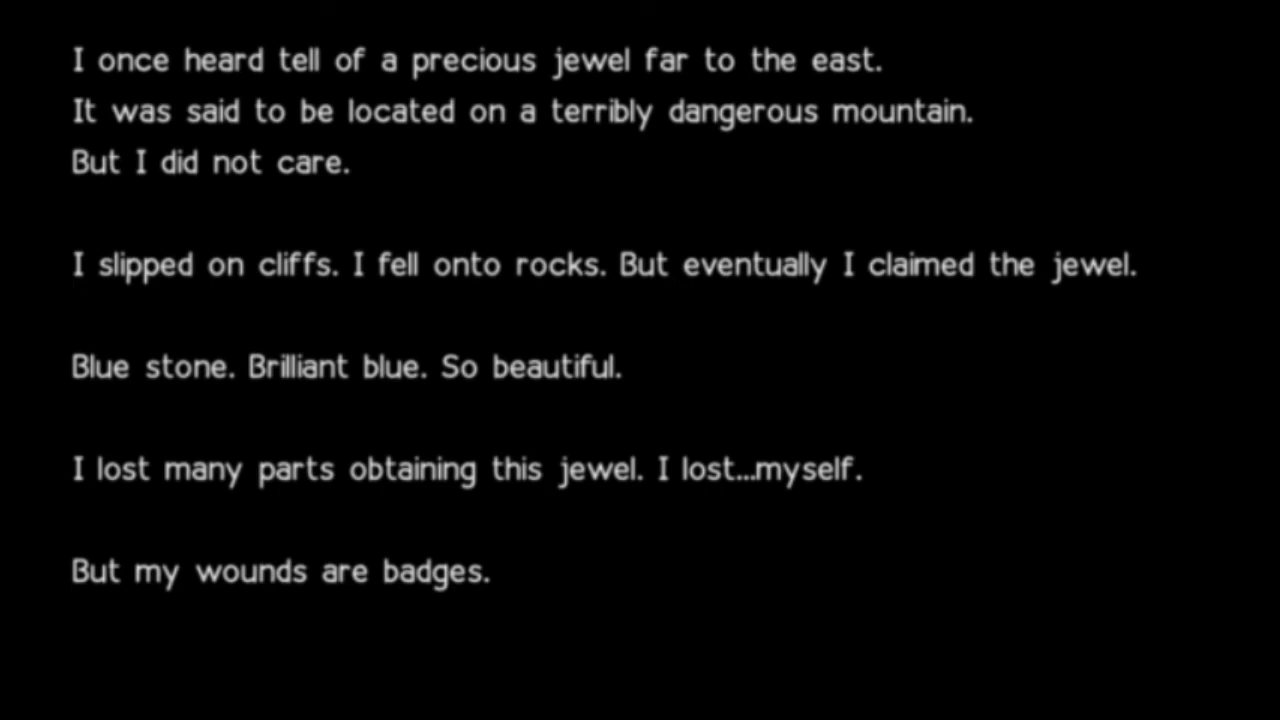 I once heard tell of a precious jewel far to the east.
It was said to be located on a terribly dangerous mountain.
But I did not care.
I slipped on cliffs. I fell onto rocks. But eventually I claimed the jewel.
Blue stone. Brilliant blue. So beautiful.
I lost many parts obtaining this jewel. I lost...myself.
But my wounds are badges.